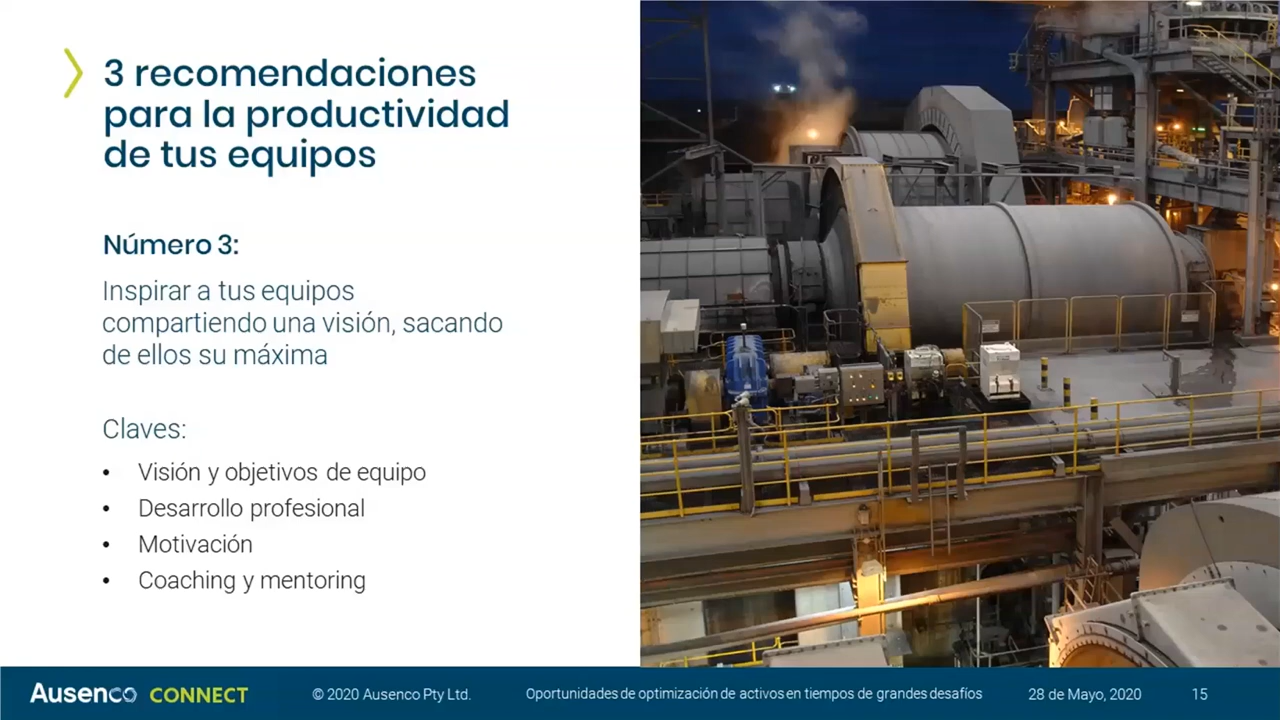 3 recomendaciones
para la productividad
de tus equipos
Número 3:
Inspirar a tus equipos
compartiendo una visión, sacando
de ellos su máxima
Claves:
• Visión y objetivos de equipo
• Desarrollo profesional
• Motivación
• Coaching y mentoring
Ausenco CONNECT © 2020 Ausenco Pty Ltd. Oportunidades de optimización de activos en tiempos de grandes desafíos 28 de Mayo, 2020 15